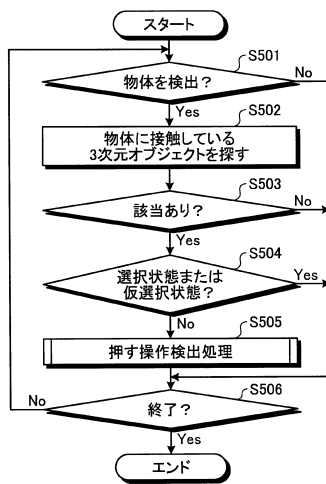 スタート
S501
物体を検出？
No
Yes
S502
物体に接触している
3次元オブジェクトを探す
S503
該当あり？
No
Yes
S504
選択状態または
仮選択状態？
Yes
No
S505
押す操作検出処理
S506
終了？
No
Yes
エンド